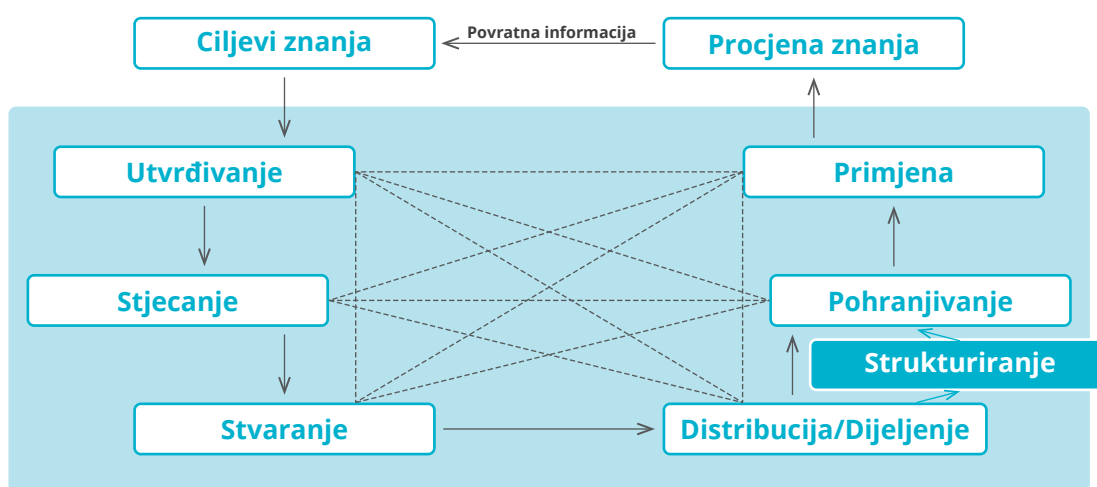 Ciljevi znanja
Povratna informacija
Procjena znanja
Utvrđivanje
Primjena
Stjecanje
Pohranjivanje
Strukturiranje
Stvaranje
Distribucija/Dijeljenje